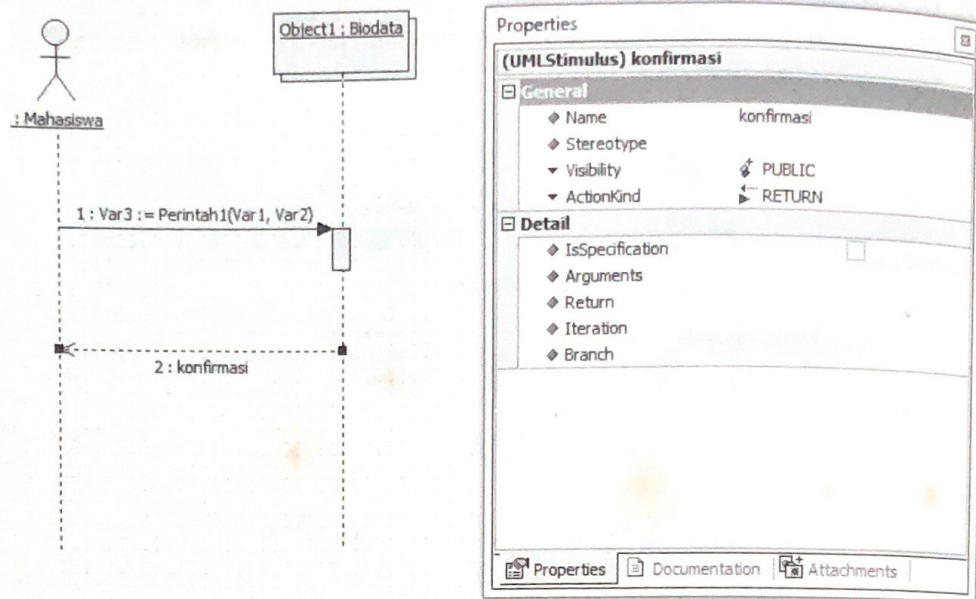 Object1 : Biodata
: Mahasiswa
1 : Var3 := Perintah1(Var1, Var2)
2 : konfirmasi
Properties
(UMLStimulus) konfirmasi
General
Name konfirmasi
Stereotype
Visibility PUBLIC
ActionKind RETURN
Detail
IsSpecification
Arguments
Return
Iteration
Branch
Properties Documentation Attachments